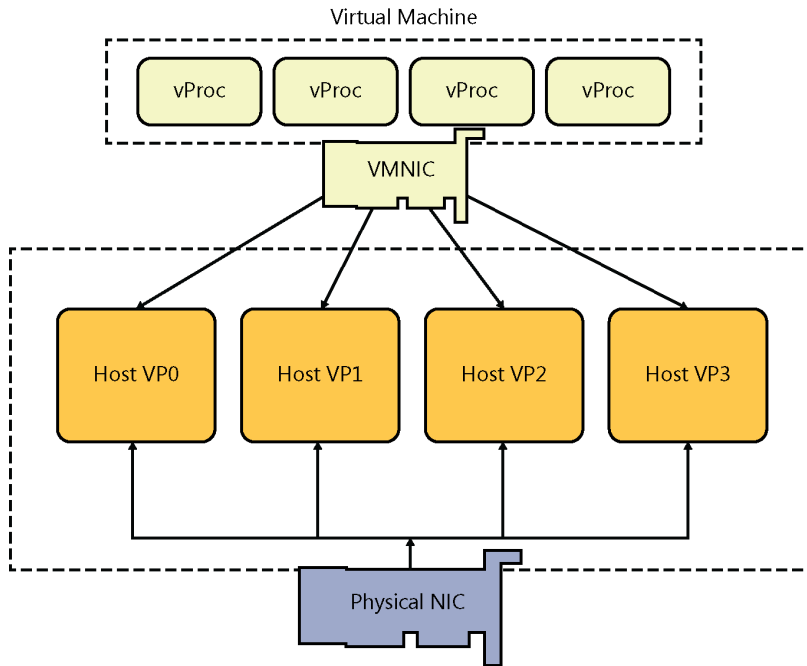 Virtual Machine
vProc
vProc
vProc
vProc
VMNIC
Host VP0
Host VP1
Host VP2
Host VP3
Physical NIC